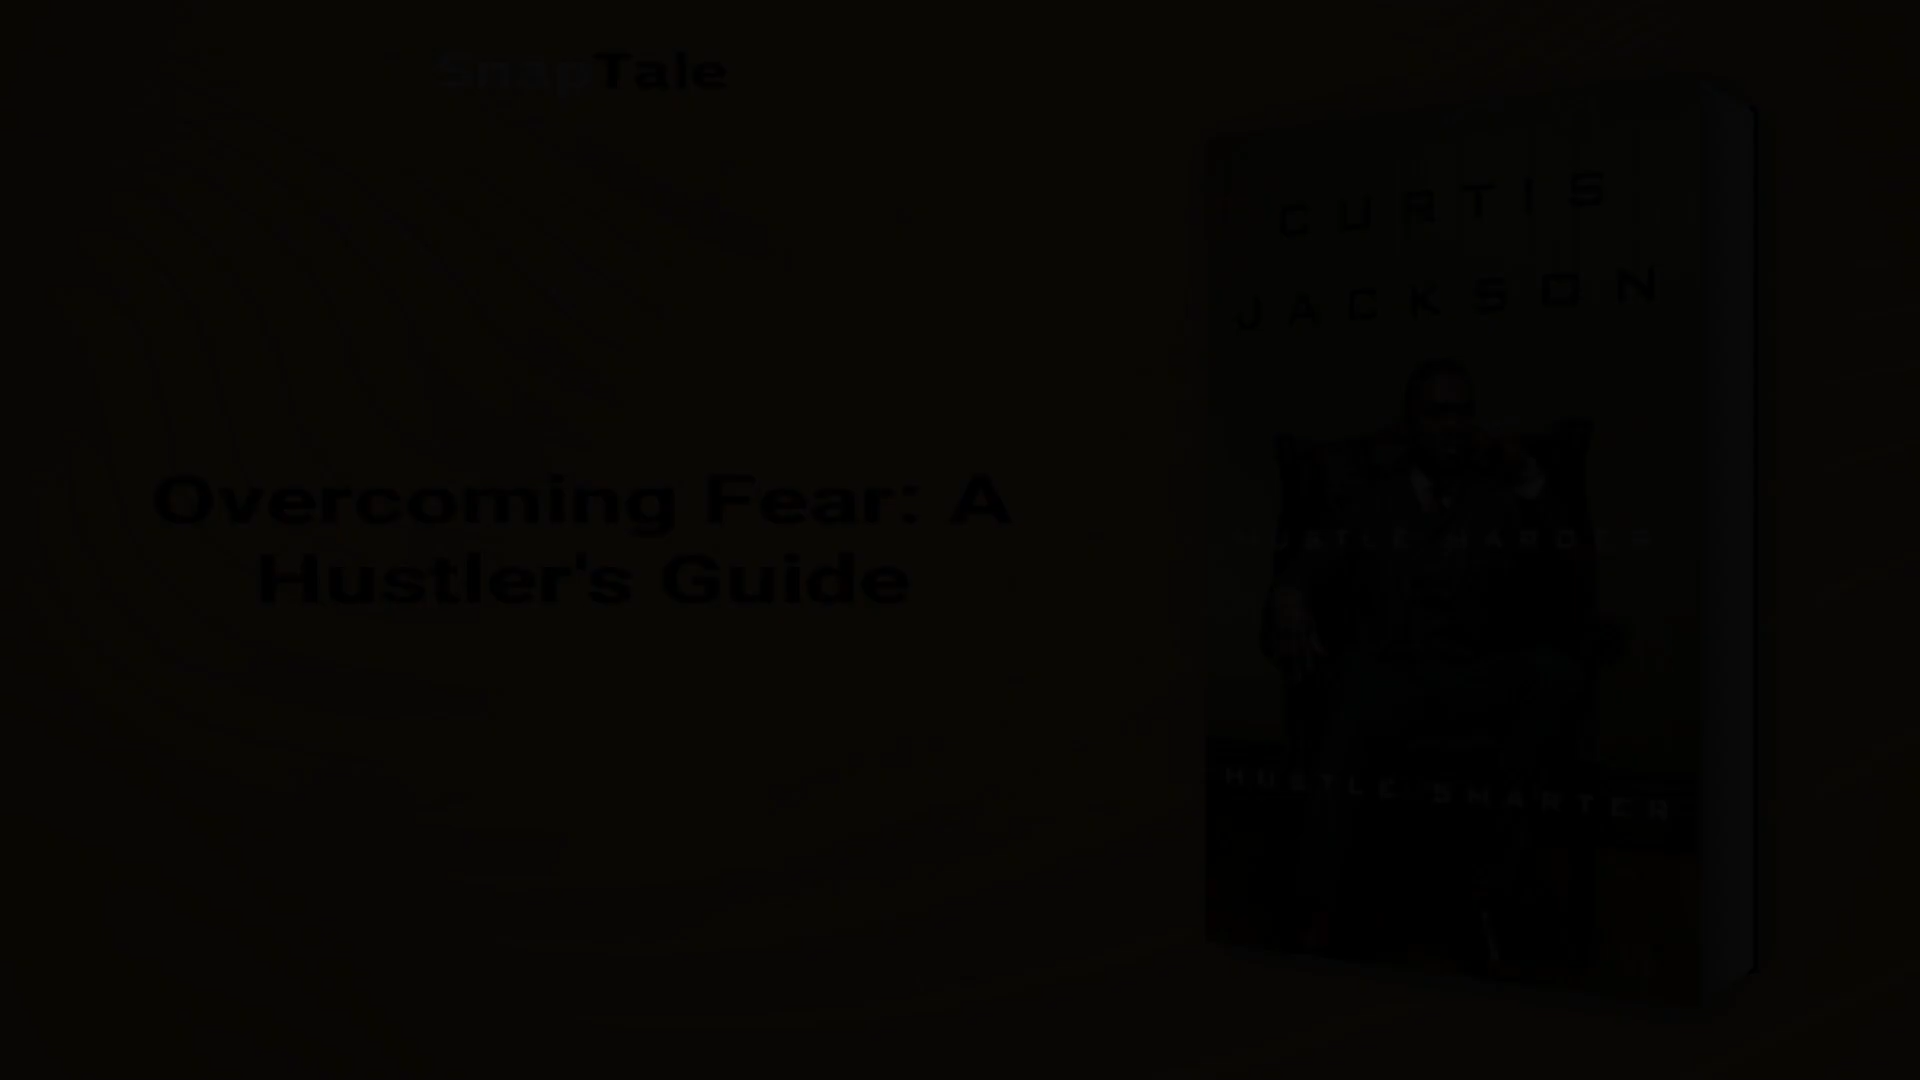 SnapTale
Overcoming Fear: A
Hustler's Guide
CURTIS
JACKSON
HUSTLE HARDER
HUSTLE SMARTER